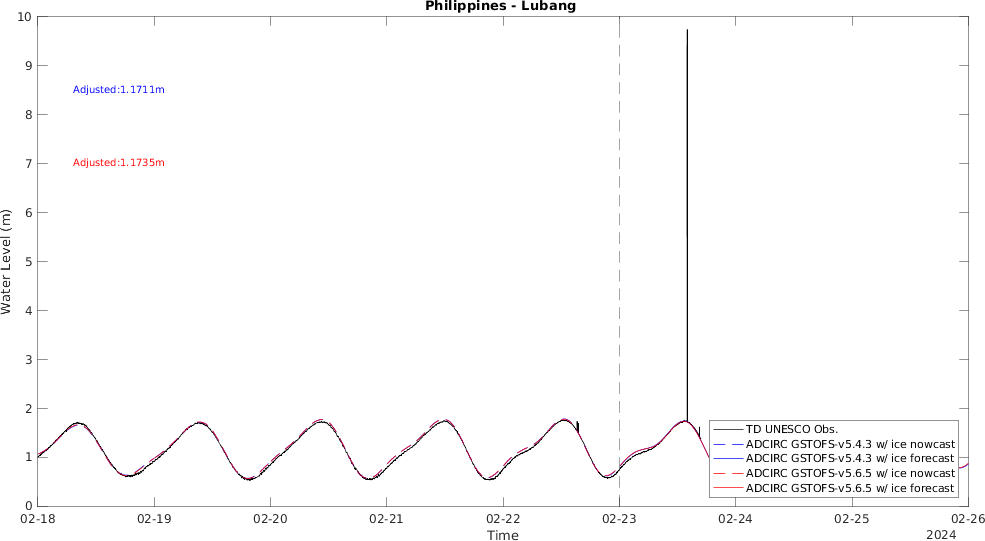 Philippines - Lubang
10
9
8
7
6
5
4
3
2
1
0
Water Level (m)
Adjusted:1.1711m
Adjusted:1.1735m
TD UNESCO Obs.
ADCIRC GSTOFS-v5.4.3 w/ ice nowcast
ADCIRC GSTOFS-v5.4.3 w/ ice forecast
ADCIRC GSTOFS-v5.6.5 w/ ice nowcast
ADCIRC GSTOFS-v5.6.5 w/ ice forecast
02-18 02-19 02-20 02-21 02-22 02-23 02-24 02-25 02-26
Time
2024